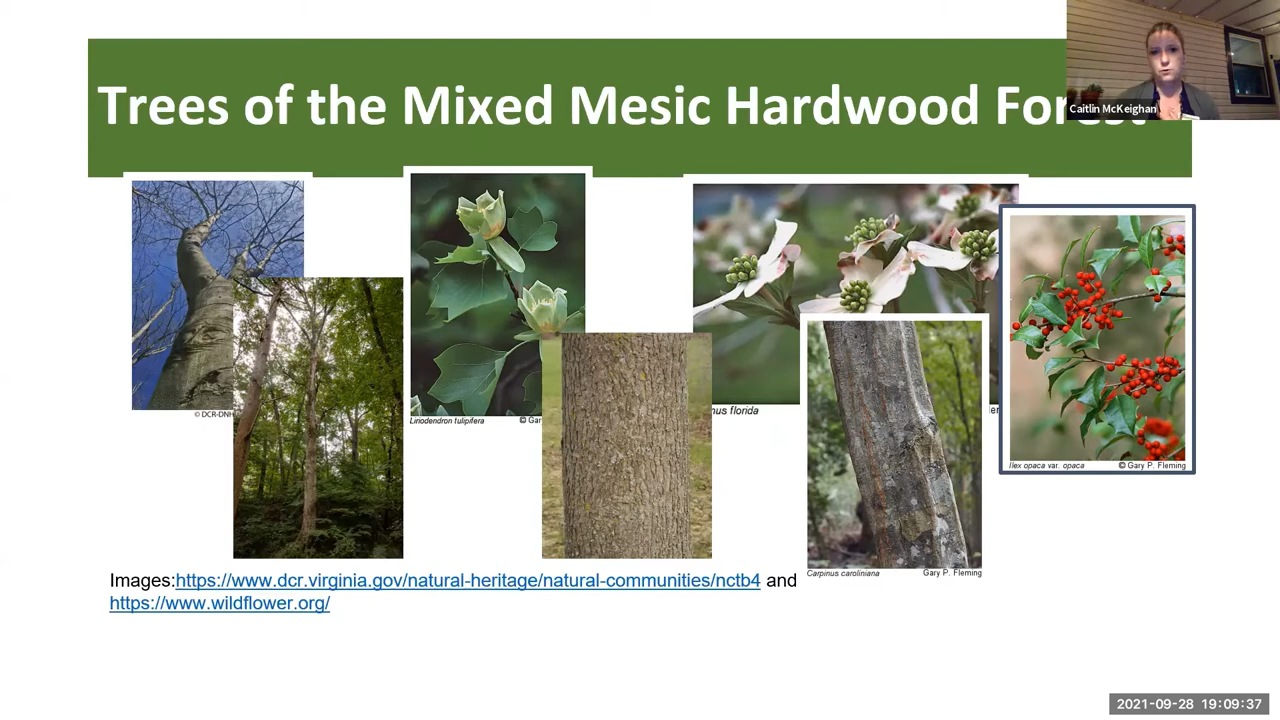 Trees of the Mixed Mesic Hardwood Forest
Caitlin McKeighan
© DCR-DNH
Liriodendron tulipifera © Gar
nus florida
Ilex opaca var. opaca © Gary P. Fleming
Carpinus caroliniana Gary P. Fleming
Images:https://www.dcr.virginia.gov/natural-heritage/natural-communities/nctb4 and
https://www.wildflower.org/
2021-09-28 19:09:37